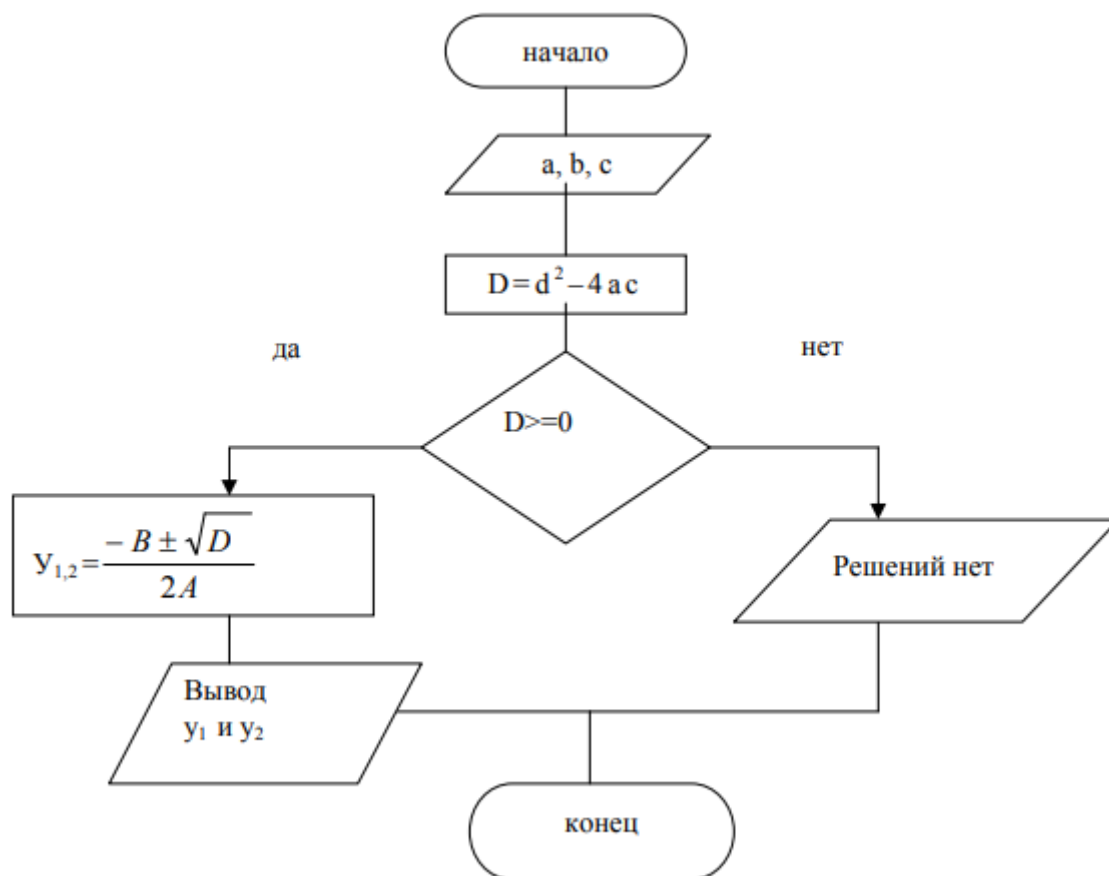 начало
a, b, c
D = d² – 4 a c
да
нет
D>=0
У₁,₂ = (– B ± √D) / 2A
Решений нет
Вывод
y₁ и y₂
конец